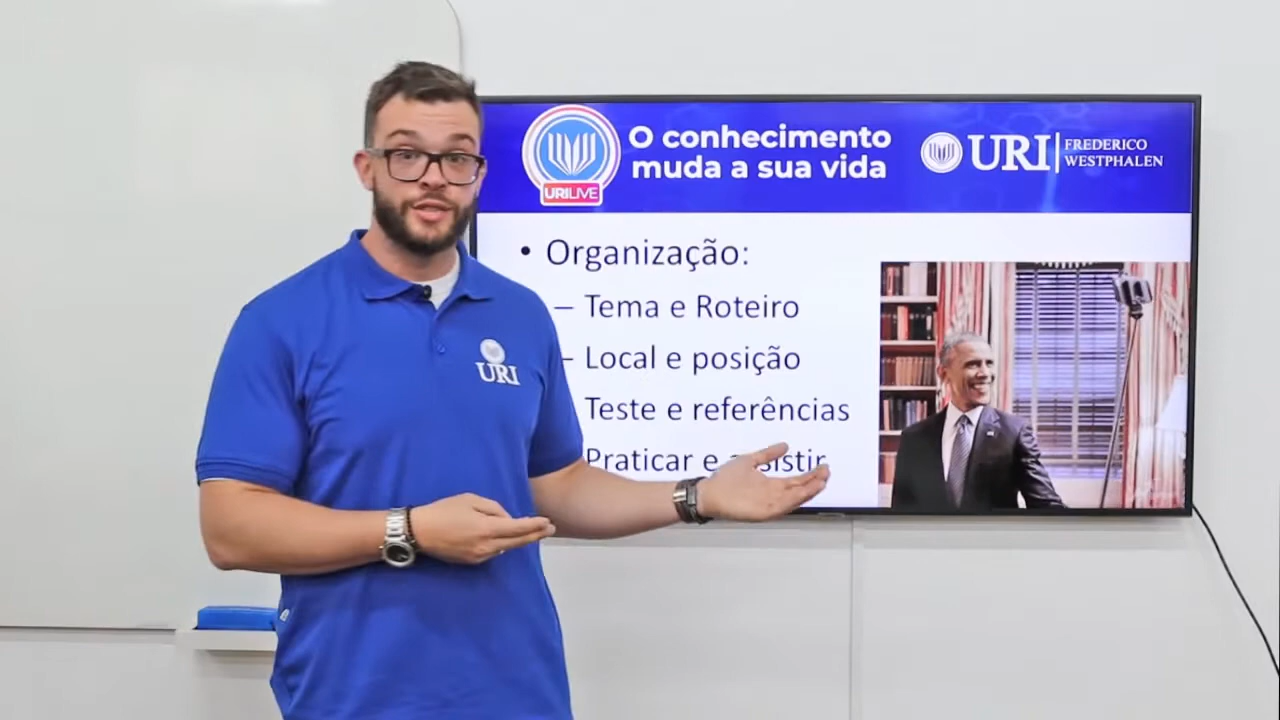 O conhecimento
muda a sua vida
URILIVE
URI
FREDERICO
WESTPHALEN
• Organização:
– Tema e Roteiro
– Local e posição
Teste e referências
Praticar e
URI